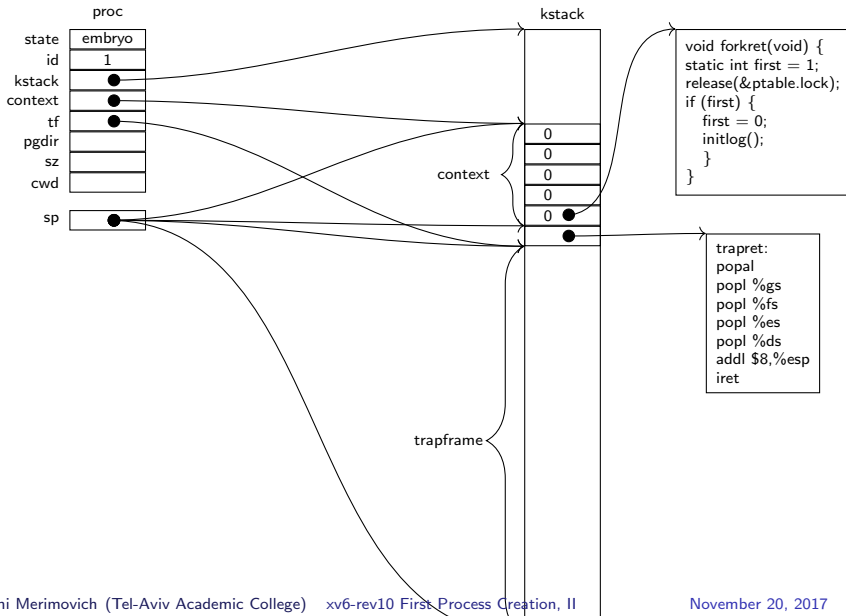 proc
state embryo
id 1
kstack
context
tf
pgdir
sz
cwd
sp
kstack
context
0
0
0
0
0
trapframe
void forkret(void) {
static int first = 1;
release(&ptable.lock);
if (first) {
first = 0;
initlog();
}
}
trapret:
popal
popl %gs
popl %fs
popl %es
popl %ds
addl $8,%esp
iret
ni Merimovich (Tel-Aviv Academic College) xv6-rev10 First Process Creation, II November 20, 2017